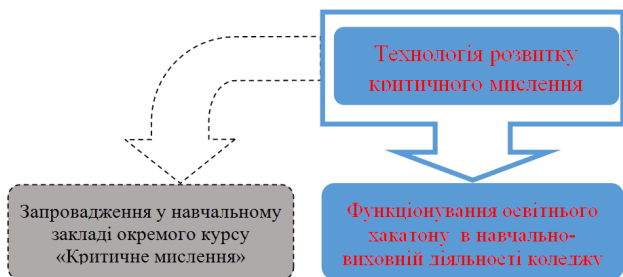 Технологія розвитку
критичного мислення
Запровадження у навчальному
закладі окремого курсу
«Критичне мислення»
Функціонування освітнього
хакатону в навчально-
виховній діяльності коледжу